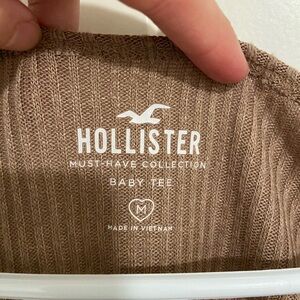 HOLLISTER
MUST-HAVE COLLECTION
BABY TEE
M
MADE IN VIETNAM